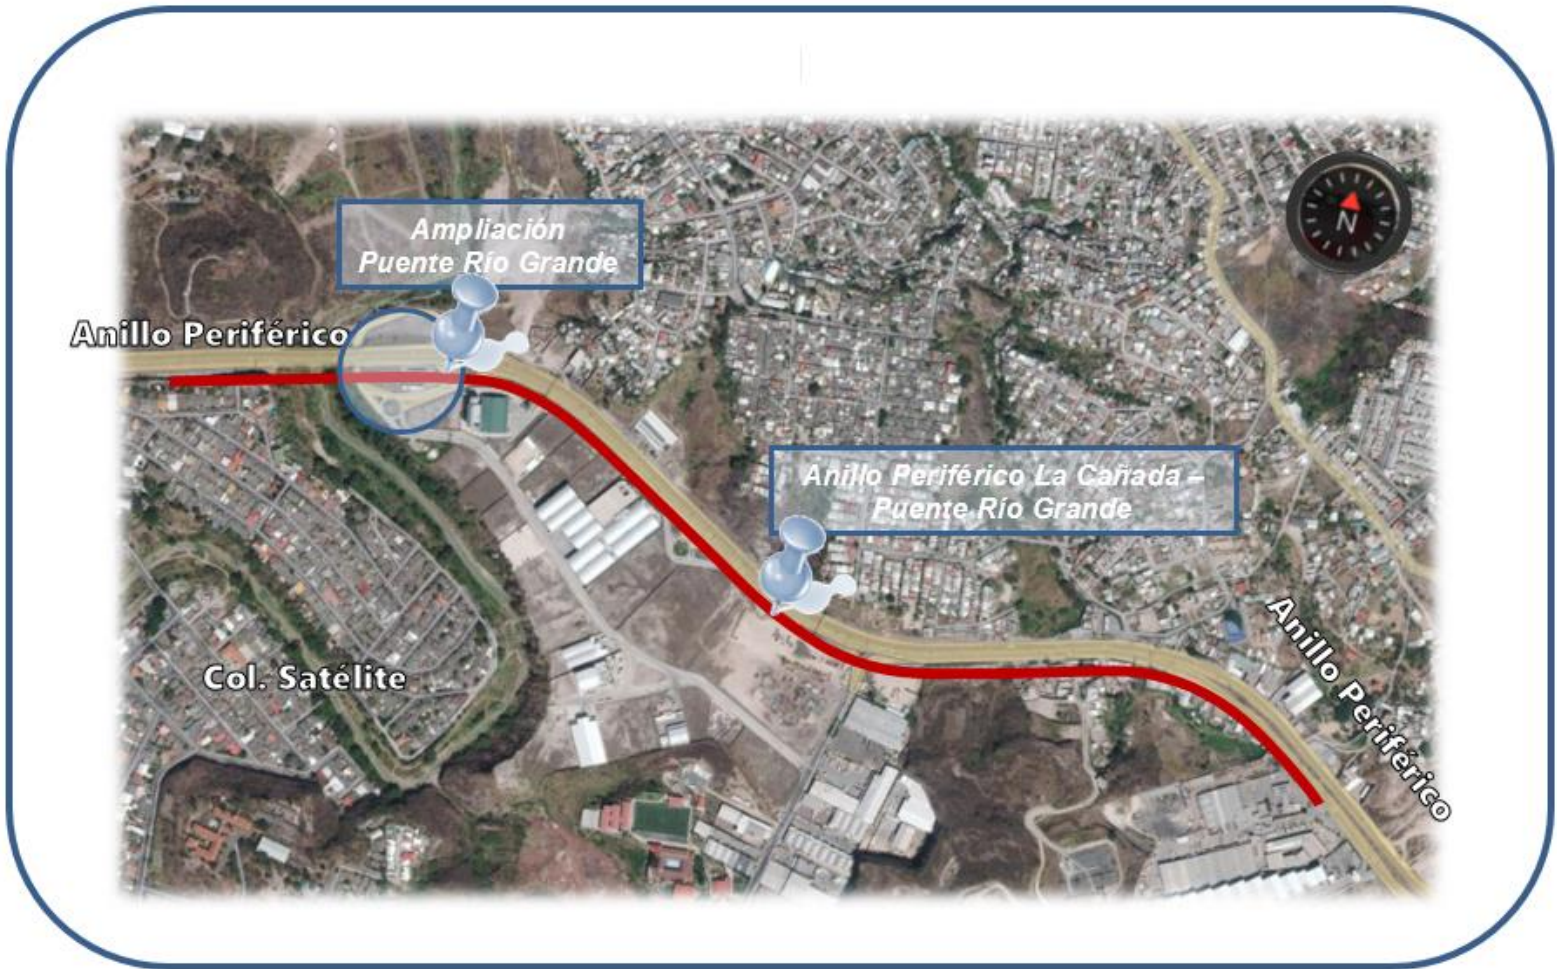 N
Ampliación
Puente Río Grande
Anillo Periférico
Anillo Periférico La Cañada –
Puente Río Grande
Anillo Periférico
Col. Satélite